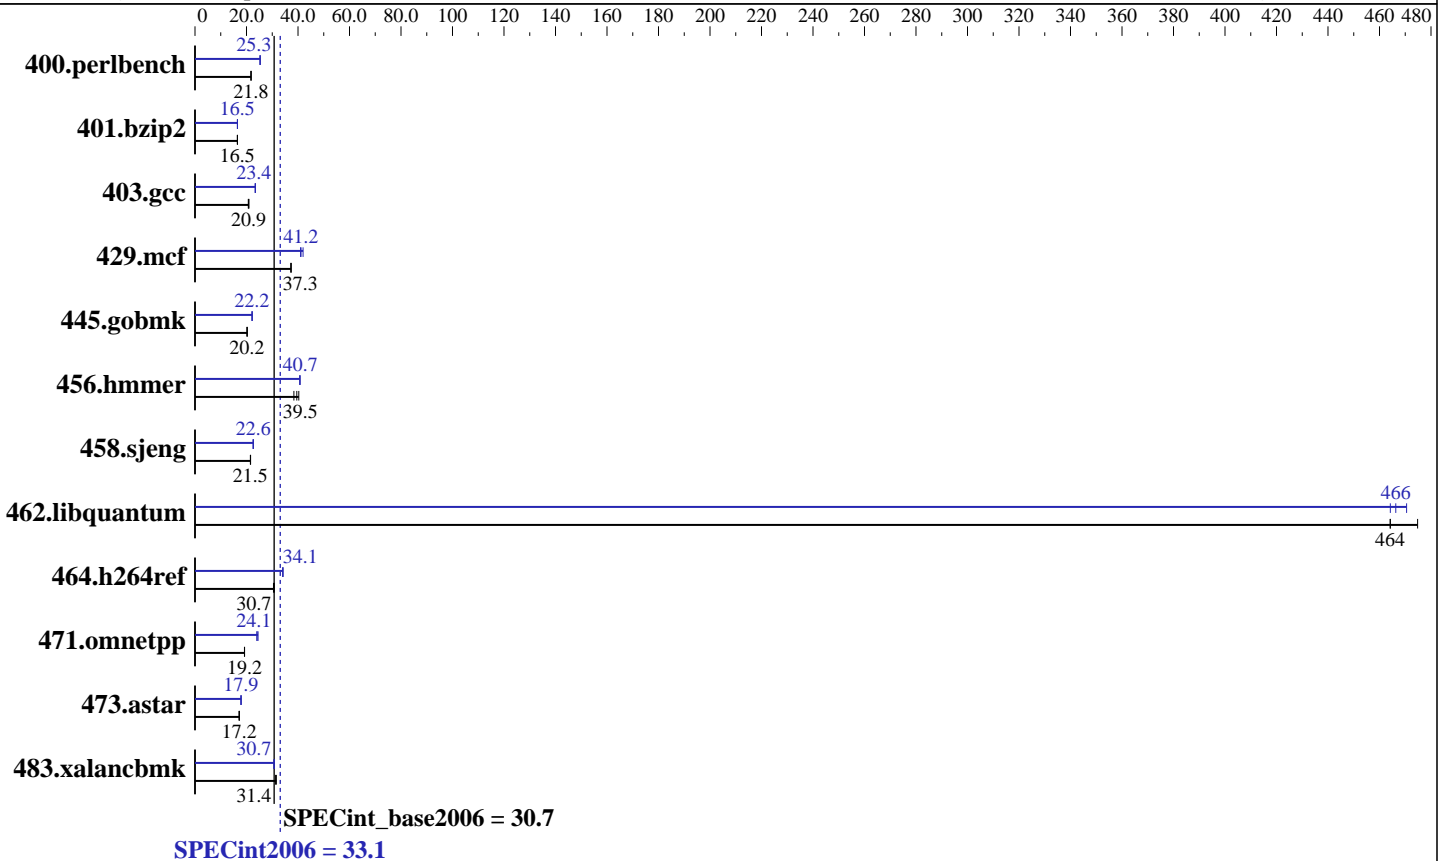 0 20.0 40.0 60.0 80.0 100 120 140 160 180 200 220 240 260 280 300 320 340 360 380 400 420 440 460 480
25.3
400.perlbench
21.8
16.5
401.bzip2
16.5
23.4
403.gcc
20.9
41.2
429.mcf
37.3
22.2
445.gobmk
20.2
40.7
456.hmmer
39.5
22.6
458.sjeng
21.5
466
462.libquantum
464
34.1
464.h264ref
30.7
24.1
471.omnetpp
19.2
17.9
473.astar
17.2
30.7
483.xalancbmk
31.4
SPECint_base2006 = 30.7
SPECint2006 = 33.1